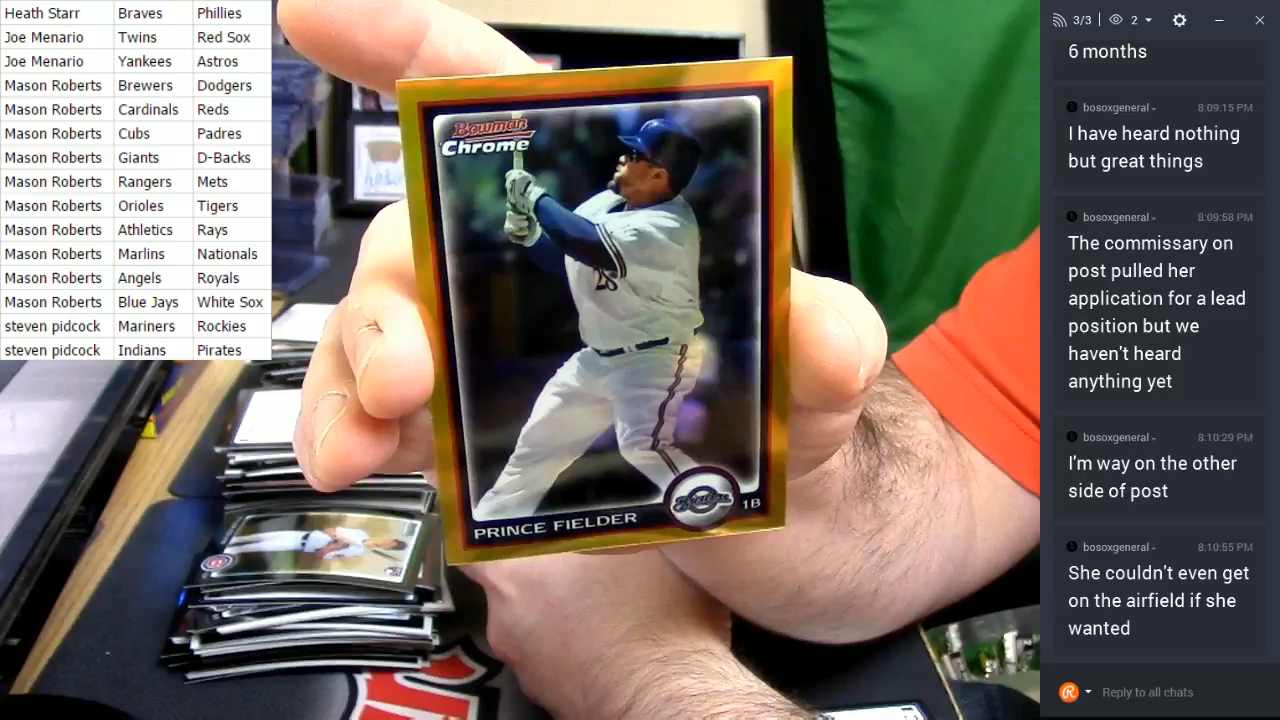 Heath Starr Braves Phillies
Joe Menario Twins Red Sox
Joe Menario Yankees Astros
Mason Roberts Brewers Dodgers
Mason Roberts Cardinals Reds
Mason Roberts Cubs Padres
Mason Roberts Giants D-Backs
Mason Roberts Rangers Mets
Mason Roberts Orioles Tigers
Mason Roberts Athletics Rays
Mason Roberts Marlins Nationals
Mason Roberts Angels Royals
Mason Roberts Blue Jays White Sox
steven pidcock Mariners Rockies
steven pidcock Indians Pirates
Bowman
Chrome
28
Brewers
PRINCE FIELDER 1B
3/3 2
6 months
bosoxgeneral - 8:09:15 PM
I have heard nothing
but great things
bosoxgeneral - 8:09:58 PM
The commissary on
post pulled her
application for a lead
position but we
haven't heard
anything yet
bosoxgeneral - 8:10:29 PM
I'm way on the other
side of post
bosoxgeneral - 8:10:55 PM
She couldn't even get
on the airfield if she
wanted
Reply to all chats